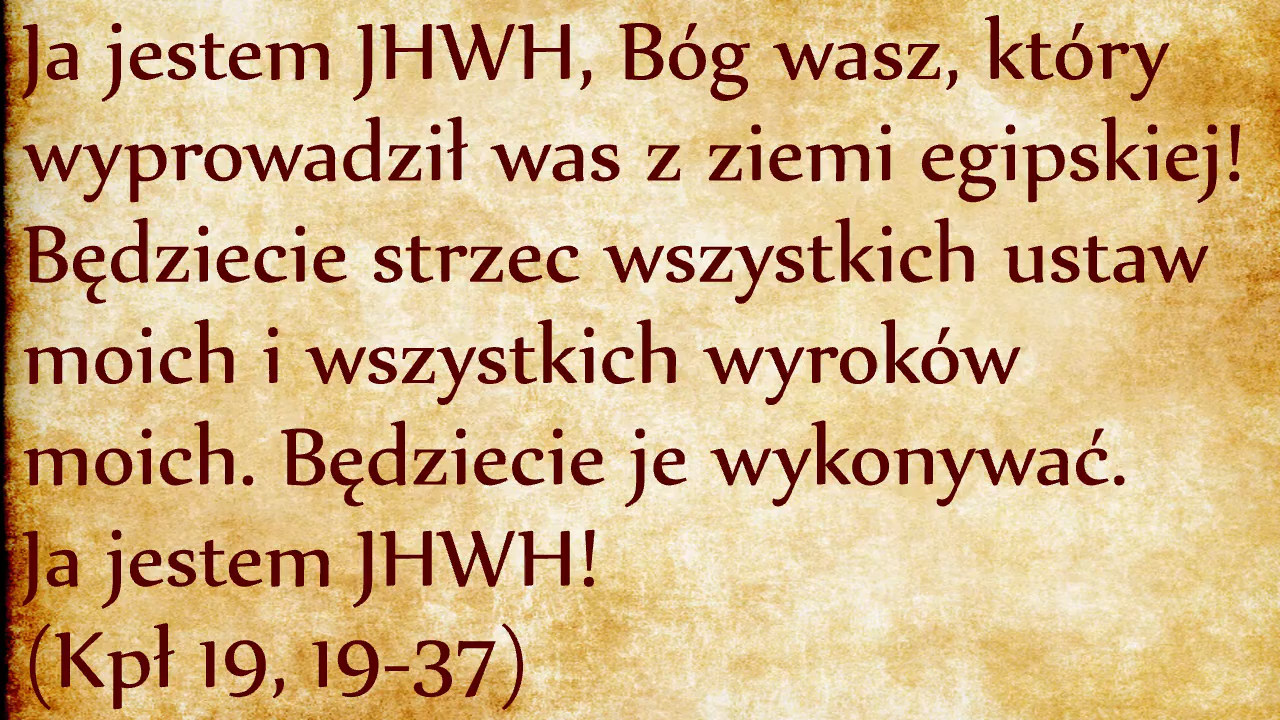 Ja jestem JHWH, Bóg wasz, który
wyprowadził was z ziemi egipskiej!
Będziecie strzec wszystkich ustaw
moich i wszystkich wyroków
moich. Będziecie je wykonywać.
Ja jestem JHWH!
(Kpł 19, 19-37)